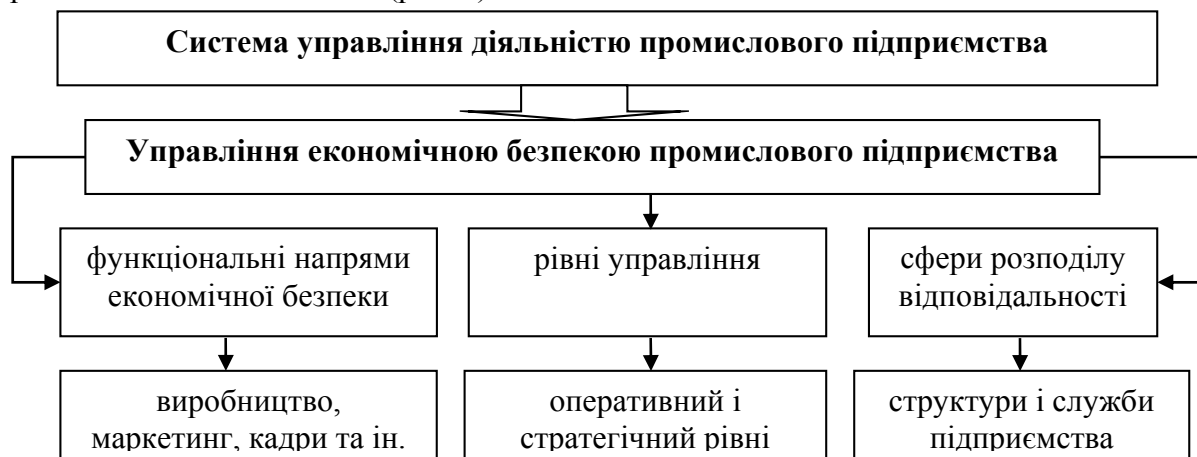 Система управління діяльністю промислового підприємства
Управління економічною безпекою промислового підприємства
функціональні напрями
економічної безпеки
рівні управління
сфери розподілу
відповідальності
виробництво,
маркетинг, кадри та ін.
оперативний і
стратегічний рівні
структури і служби
підприємства